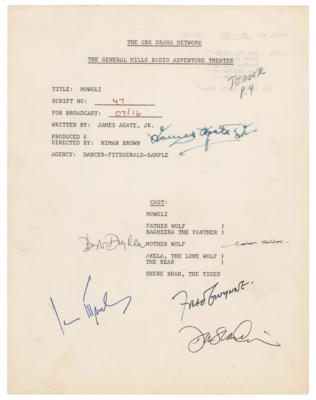 THE CBS DRAMA NETWORK
THE GENERAL MILLS RADIO ADVENTURE THEATER
TEASER
P.4
TITLE: MOWGLI
SCRIPT NO: 47
FOR BROADCAST: 07/16
WRITTEN BY: JAMES AGATE, JR.
James Agate Jr.
PRODUCED &
DIRECTED BY: HIMAN BROWN
AGENCY: DANCER-FITZGERALD-SAMPLE
CAST:
MOWGLI
FATHER WOLF )
BAGHEERA THE PANTHER )
MOTHER WOLF
AKELA, THE LONE WOLF )
THE BEAR )
SHERE KHAN, THE TIGER
Fred Gwynne